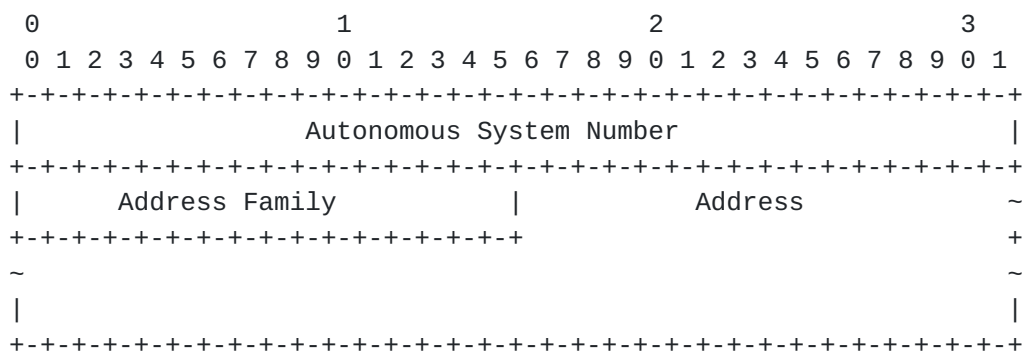 0                   1                   2                   3
 0 1 2 3 4 5 6 7 8 9 0 1 2 3 4 5 6 7 8 9 0 1 2 3 4 5 6 7 8 9 0 1
+-+-+-+-+-+-+-+-+-+-+-+-+-+-+-+-+-+-+-+-+-+-+-+-+-+-+-+-+-+-+-+-+
|                  Autonomous System Number                     |
+-+-+-+-+-+-+-+-+-+-+-+-+-+-+-+-+-+-+-+-+-+-+-+-+-+-+-+-+-+-+-+-+
|      Address Family           |           Address             ~
+-+-+-+-+-+-+-+-+-+-+-+-+-+-+-+-+                               +
~                                                               ~
|                                                               |
+-+-+-+-+-+-+-+-+-+-+-+-+-+-+-+-+-+-+-+-+-+-+-+-+-+-+-+-+-+-+-+-+